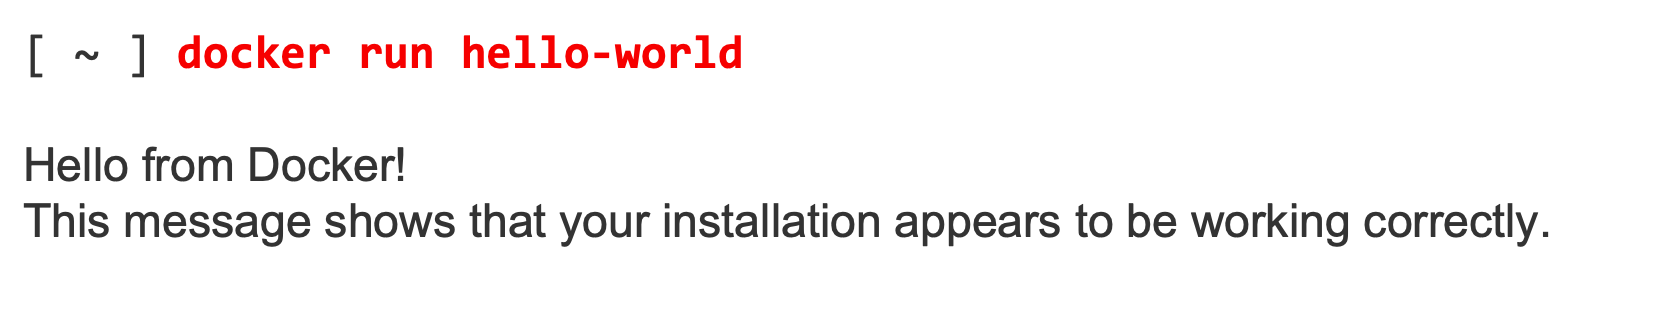 [ ~ ] docker run hello-world
Hello from Docker!
This message shows that your installation appears to be working correctly.